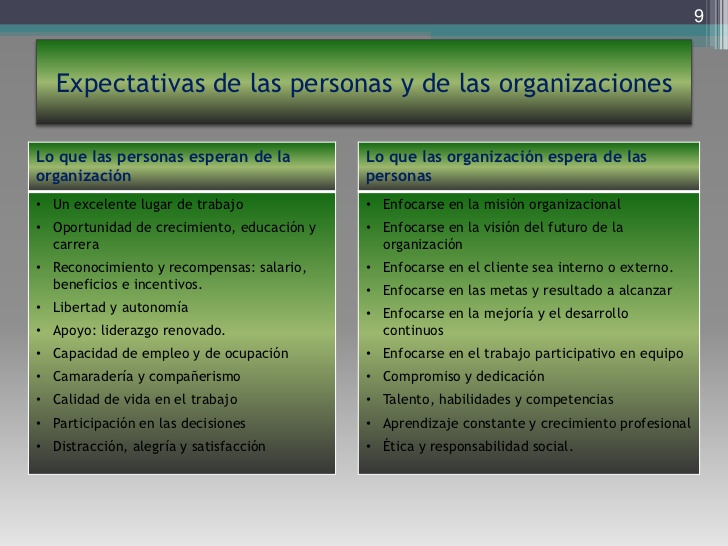 9
Expectativas de las personas y de las organizaciones
Lo que las personas esperan de la
organización
• Un excelente lugar de trabajo
• Oportunidad de crecimiento, educación y
carrera
• Reconocimiento y recompensas: salario,
beneficios e incentivos.
• Libertad y autonomía
• Apoyo: liderazgo renovado.
• Capacidad de empleo y de ocupación
• Camaradería y compañerismo
• Calidad de vida en el trabajo
• Participación en las decisiones
• Distracción, alegría y satisfacción
Lo que las organización espera de las
personas
• Enfocarse en la misión organizacional
• Enfocarse en la visión del futuro de la
organización
• Enfocarse en el cliente sea interno o externo.
• Enfocarse en las metas y resultado a alcanzar
• Enfocarse en la mejoría y el desarrollo
continuos
• Enfocarse en el trabajo participativo en equipo
• Compromiso y dedicación
• Talento, habilidades y competencias
• Aprendizaje constante y crecimiento profesional
• Ética y responsabilidad social.